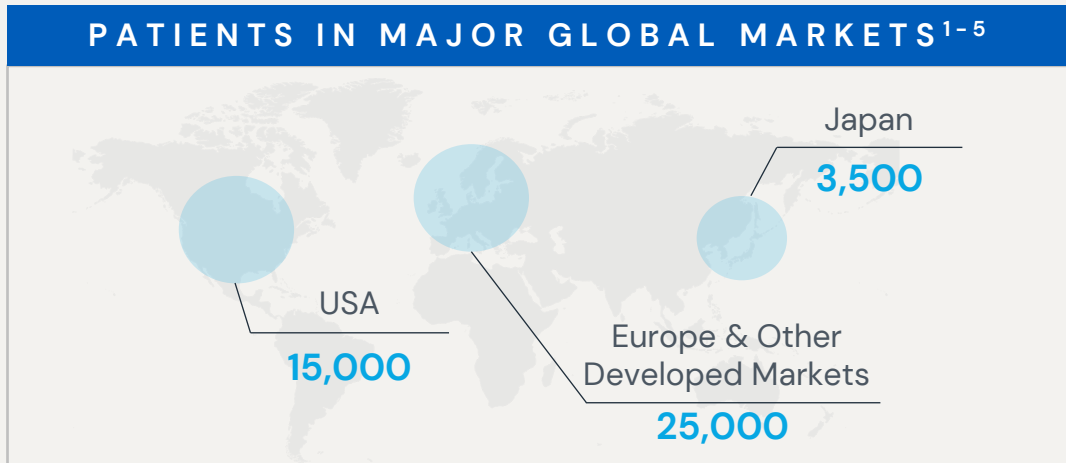 PATIENTS IN MAJOR GLOBAL MARKETS¹⁻⁵
Japan
3,500
USA
15,000
Europe & Other
Developed Markets
25,000